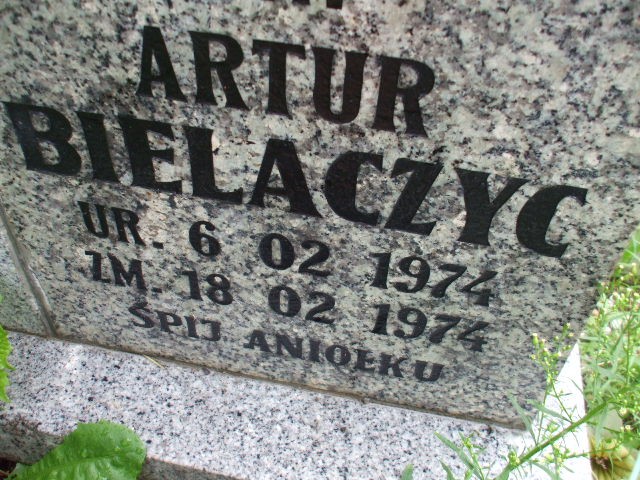 ARTUR
BIELACZYC
UR. 6 02 1974
ZM. 18 02 1974
ŚPIJ ANIOŁKU